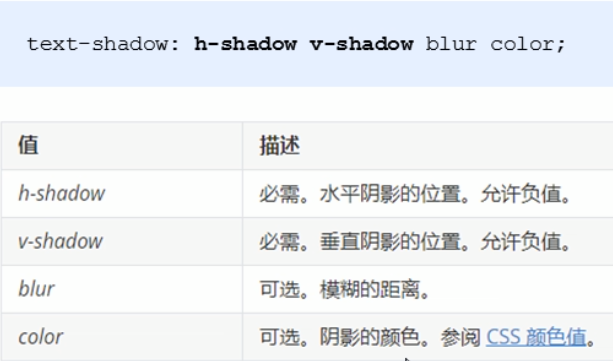 text-shadow: h-shadow v-shadow blur color;
值 描述
h-shadow 必需。水平阴影的位置。允许负值。
v-shadow 必需。垂直阴影的位置。允许负值。
blur 可选。模糊的距离。
color 可选。阴影的颜色。参阅 CSS 颜色值。